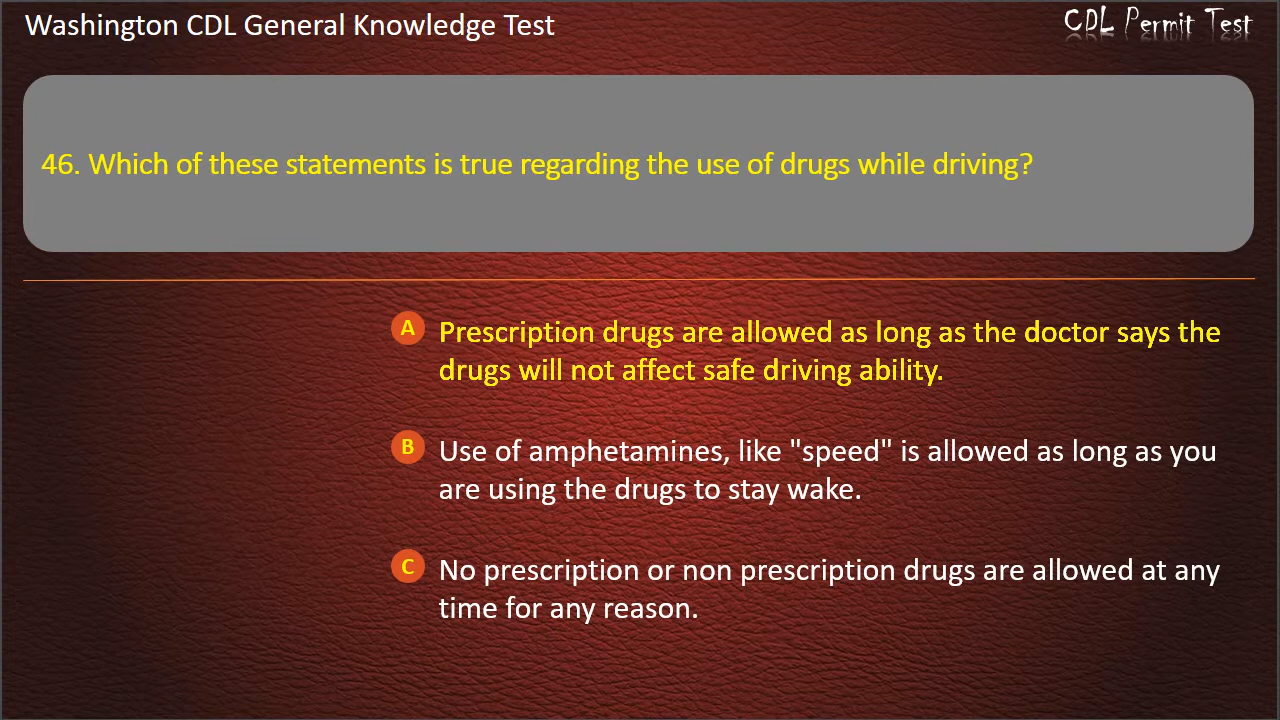 Washington CDL General Knowledge Test
CDL Permit Test
46. Which of these statements is true regarding the use of drugs while driving?
A Prescription drugs are allowed as long as the doctor says the
drugs will not affect safe driving ability.
B Use of amphetamines, like "speed" is allowed as long as you
are using the drugs to stay wake.
C No prescription or non prescription drugs are allowed at any
time for any reason.